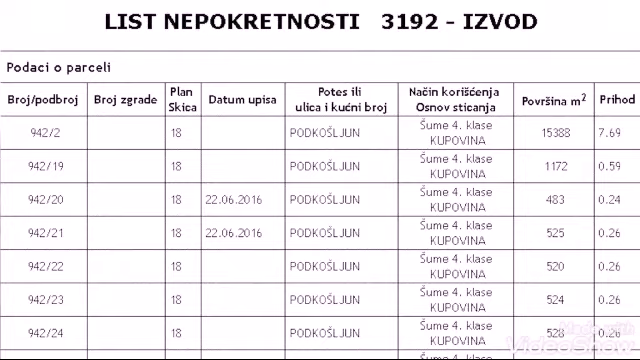 LIST NEPOKRETNOSTI 3192 - IZVOD
Podaci o parceli
Broj/podbroj Broj zgrade Plan Skica Datum upisa Potes ili ulica i kućni broj Način korišćenja Osnov sticanja Površina m² Prihod
942/2 18 PODKOŠLJUN Šume 4. klase KUPOVINA 15388 7.69
942/19 18 PODKOŠLJUN Šume 4. klase KUPOVINA 1172 0.59
942/20 18 22.06.2016 PODKOŠLJUN Šume 4. klase KUPOVINA 483 0.24
942/21 18 22.06.2016 PODKOŠLJUN Šume 4. klase KUPOVINA 525 0.26
942/22 18 PODKOŠLJUN Šume 4. klase KUPOVINA 520 0.26
942/23 18 PODKOŠLJUN Šume 4. klase KUPOVINA 524 0.26
942/24 18 PODKOŠLJUN Šume 4. klase KUPOVINA 528 0.26
VideoShow